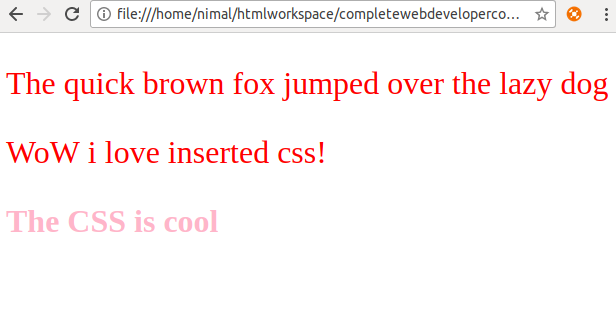 file:///home/nimal/htmlworkspace/completewebdeveloperco…
The quick brown fox jumped over the lazy dog
WoW i love inserted css!
The CSS is cool